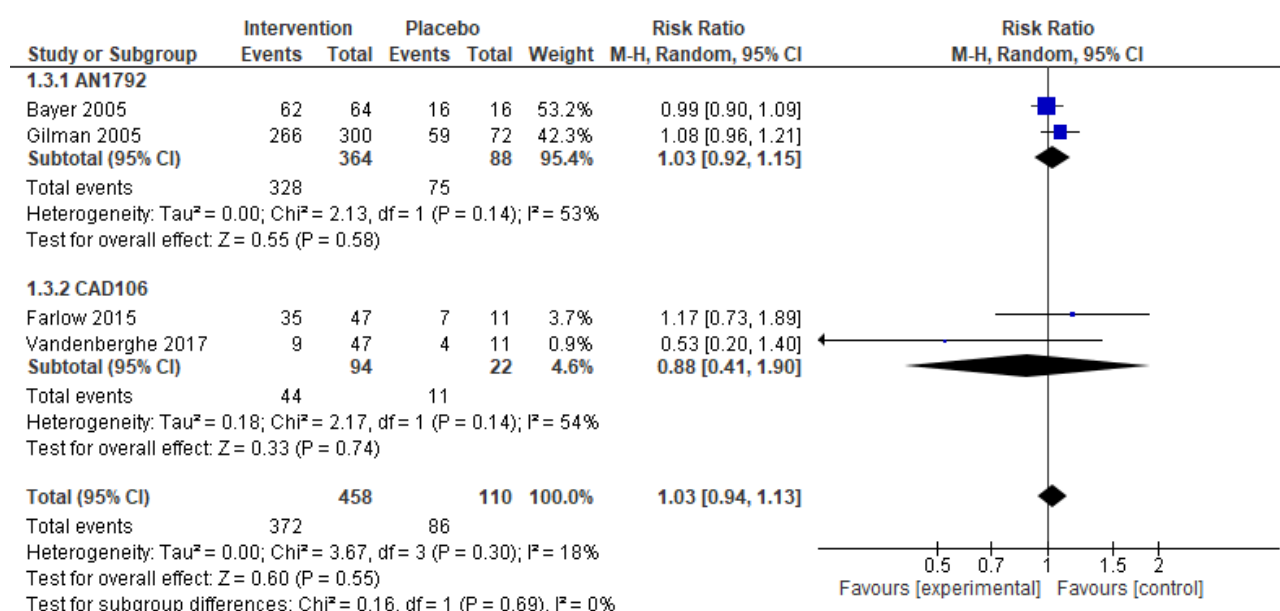 Intervention Placebo Risk Ratio Risk Ratio
Study or Subgroup Events Total Events Total Weight M-H, Random, 95% CI M-H, Random, 95% CI
1.3.1 AN1792
Bayer 2005 62 64 16 16 53.2% 0.99 [0.90, 1.09]
Gilman 2005 266 300 59 72 42.3% 1.08 [0.96, 1.21]
Subtotal (95% CI) 364 88 95.4% 1.03 [0.92, 1.15]
Total events 328 75
Heterogeneity: Tau² = 0.00; Chi² = 2.13, df = 1 (P = 0.14); I² = 53%
Test for overall effect: Z = 0.55 (P = 0.58)
1.3.2 CAD106
Farlow 2015 35 47 7 11 3.7% 1.17 [0.73, 1.89]
Vandenberghe 2017 9 47 4 11 0.9% 0.53 [0.20, 1.40]
Subtotal (95% CI) 94 22 4.6% 0.88 [0.41, 1.90]
Total events 44 11
Heterogeneity: Tau² = 0.18; Chi² = 2.17, df = 1 (P = 0.14); I² = 54%
Test for overall effect: Z = 0.33 (P = 0.74)
Total (95% CI) 458 110 100.0% 1.03 [0.94, 1.13]
Total events 372 86
Heterogeneity: Tau² = 0.00; Chi² = 3.67, df = 3 (P = 0.30); I² = 18%
Test for overall effect: Z = 0.60 (P = 0.55)
Test for subgroup differences: Chi² = 0.16, df = 1 (P = 0.69), I² = 0%
0.5 0.7 1 1.5 2
Favours [experimental] Favours [control]